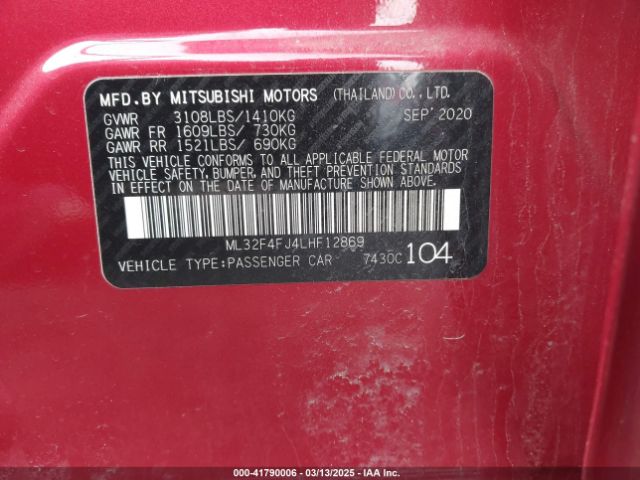 MFD.BY MITSUBISHI MOTORS (THAILAND) CO.,LTD.
GVWR 3108LBS/1410KG SEP'2020
GAWR FR 1609LBS/ 730KG
GAWR RR 1521LBS/ 690KG
THIS VEHICLE CONFORMS TO ALL APPLICABLE FEDERAL MOTOR
VEHICLE SAFETY, BUMPER, AND THEFT PREVENTION STANDARDS
IN EFFECT ON THE DATE OF MANUFACTURE SHOWN ABOVE.
ML32F4FJ4LHF12869
VEHICLE TYPE:PASSENGER CAR 7430C 104
000-41790006 - 03/13/2025 - Copyright IAA, Inc.